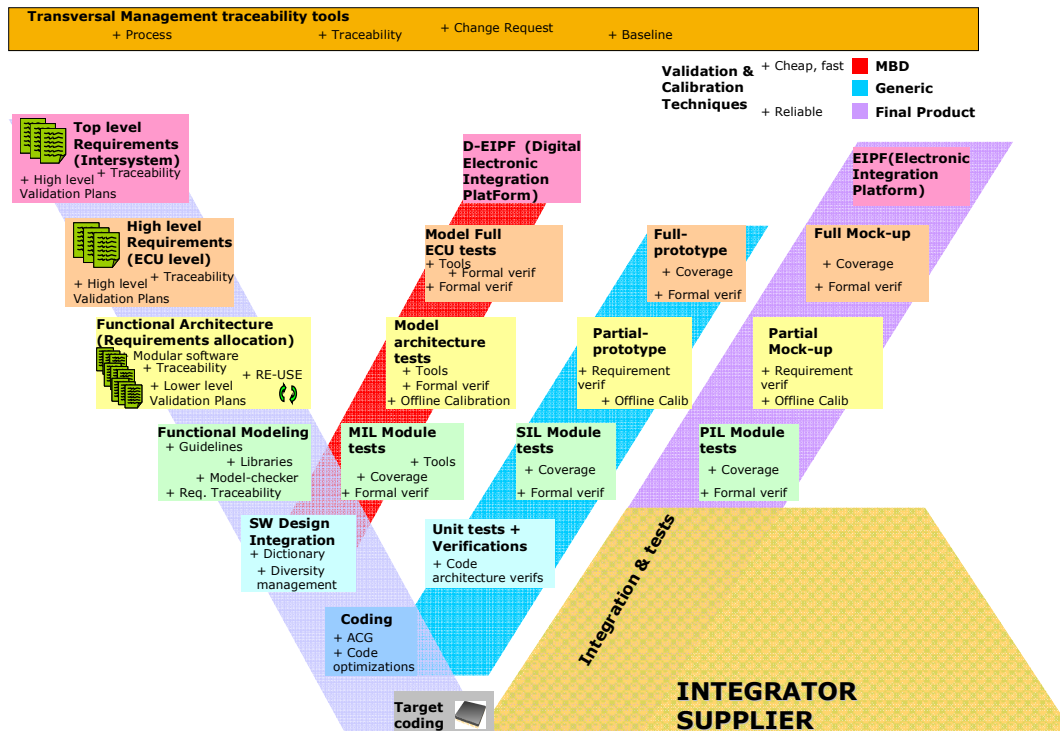 Transversal Management traceability tools
+ Process
+ Traceability
+ Change Request
+ Baseline
Validation &
Calibration
Techniques
+ Cheap, fast
+ Reliable
MBD
Generic
Final Product
Top level
Requirements
(Intersystem)
+ Traceability
+ High level
Validation Plans
D-EIPF (Digital
Electronic
Integration
PlatForm)
EIPF(Electronic
Integration
Platform)
High level
Requirements
(ECU level)
+ Traceability
+ High level
Validation Plans
Model Full
ECU tests
+ Tools
+ Formal verif
+ Formal verif
Full-
prototype
+ Coverage
+ Formal verif
Full Mock-up
+ Coverage
+ Formal verif
Functional Architecture
(Requirements allocation)
Modular software
+ Traceability
+ RE-USE
+ Lower level
Validation Plans
Model
architecture
tests
+ Tools
+ Formal verif
+ Offline Calibration
Partial-
prototype
+ Requirement
verif
+ Offline Calib
Partial
Mock-up
+ Requirement
verif
+ Offline Calib
Functional Modeling
+ Guidelines
+ Libraries
+ Model-checker
+ Req. Traceability
MIL Module
tests
+ Tools
+ Coverage
+ Formal verif
SIL Module
tests
+ Coverage
+ Formal verif
PIL Module
tests
+ Coverage
+ Formal verif
SW Design
Integration
+ Dictionary
+ Diversity
management
Unit tests +
Verifications
+ Code
architecture verifs
Integration & tests
Coding
+ ACG
+ Code
optimizations
Target
coding
INTEGRATOR
SUPPLIER